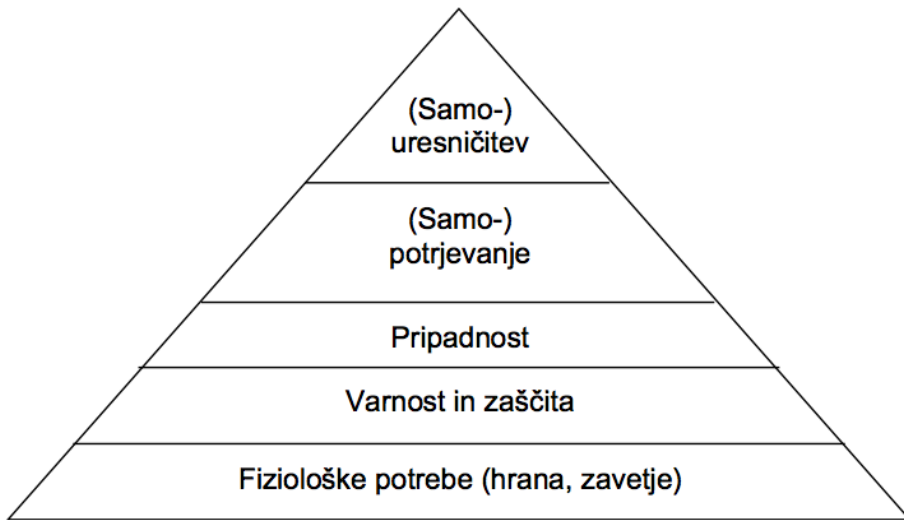 (Samo-)
uresničitev
(Samo-)
potrjevanje
Pripadnost
Varnost in zaščita
Fiziološke potrebe (hrana, zavetje)